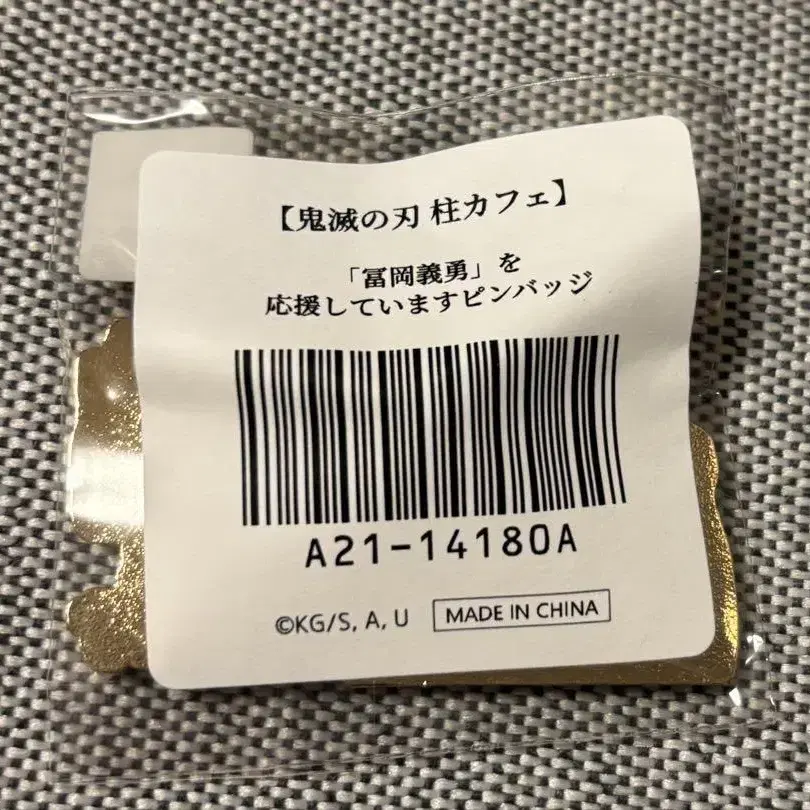 【鬼滅の刃 柱カフェ】
「冨岡義勇」を
応援していますピンバッジ
A21-14180A
©KG/S, A, U
MADE IN CHINA